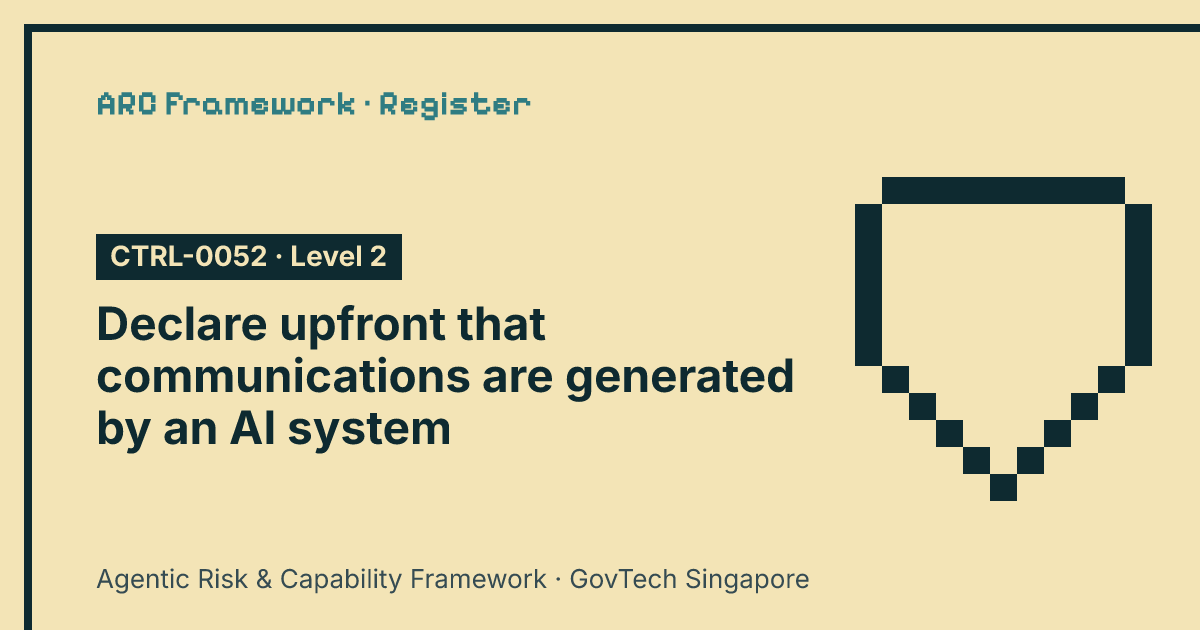 ARC Framework · Register
CTRL-0052 · Level 2
Declare upfront that
communications are generated
by an AI system
Agentic Risk & Capability Framework · GovTech Singapore